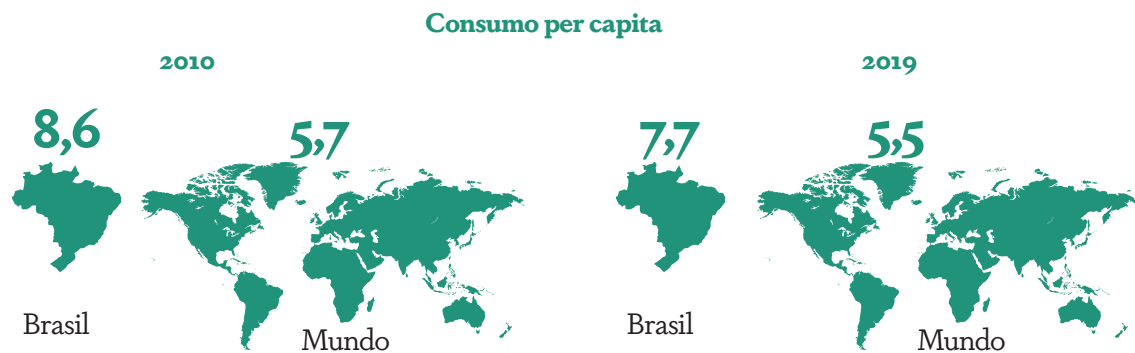 Consumo per capita
2010
2019
8,6
5,7
7,7
5,5
Brasil
Mundo
Brasil
Mundo